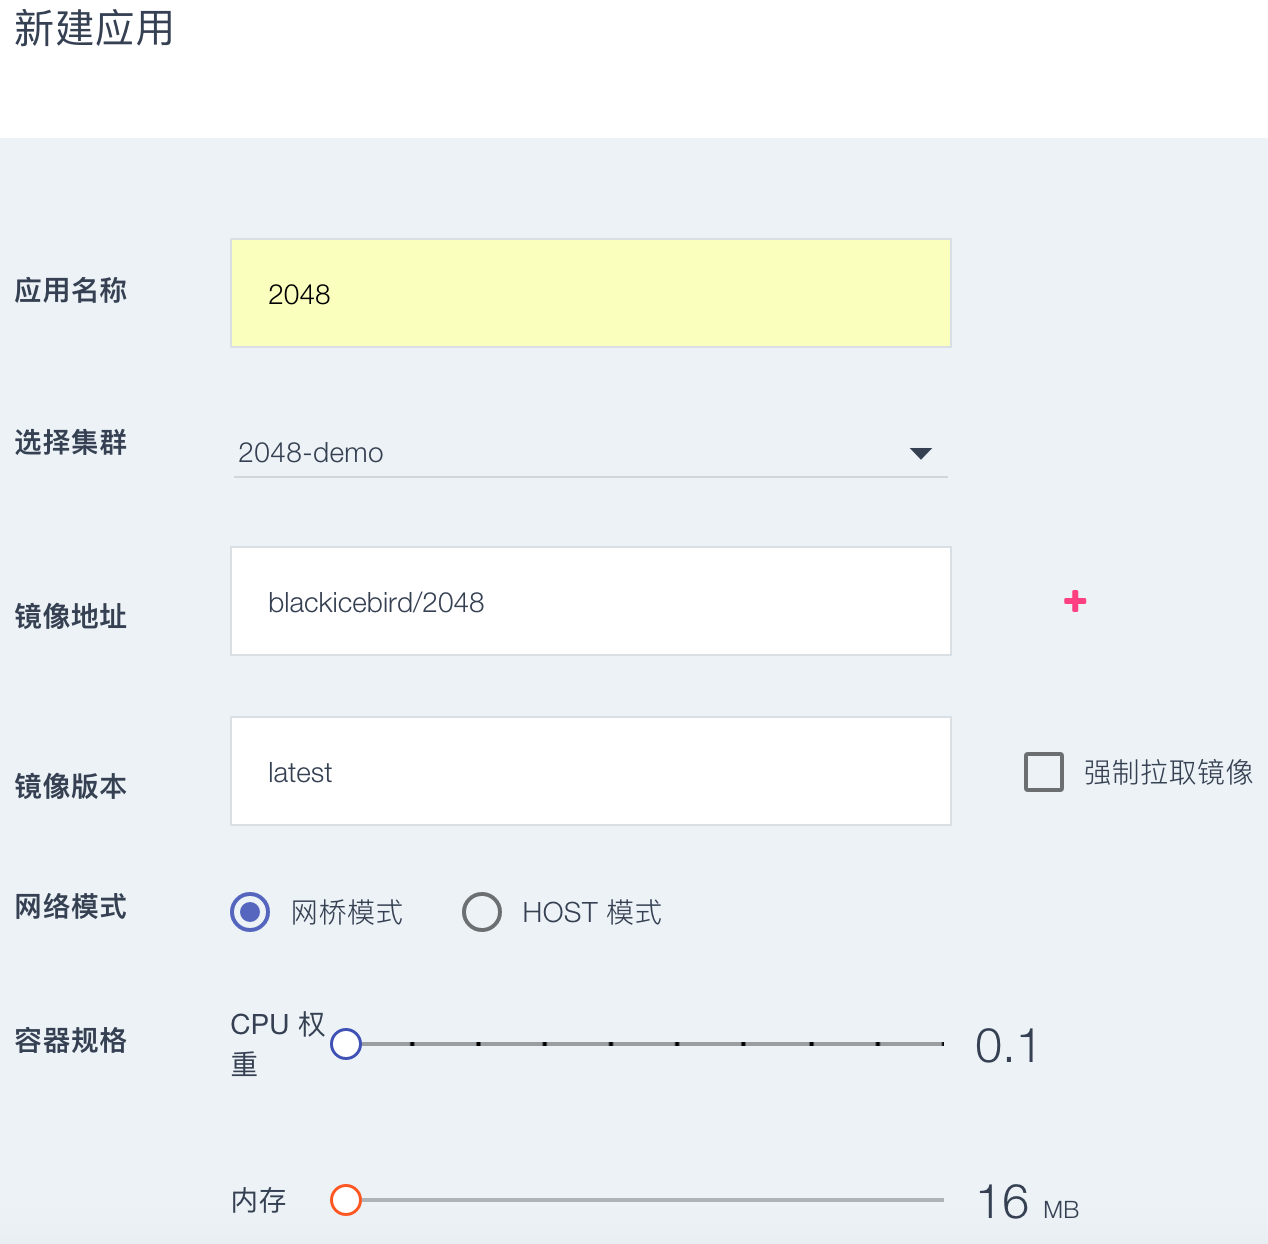 新建应用
应用名称
2048
选择集群
2048-demo
镜像地址
blackicebird/2048
镜像版本
latest
强制拉取镜像
网络模式
网桥模式
HOST 模式
容器规格
CPU 权
重
0.1
内存
16 MB